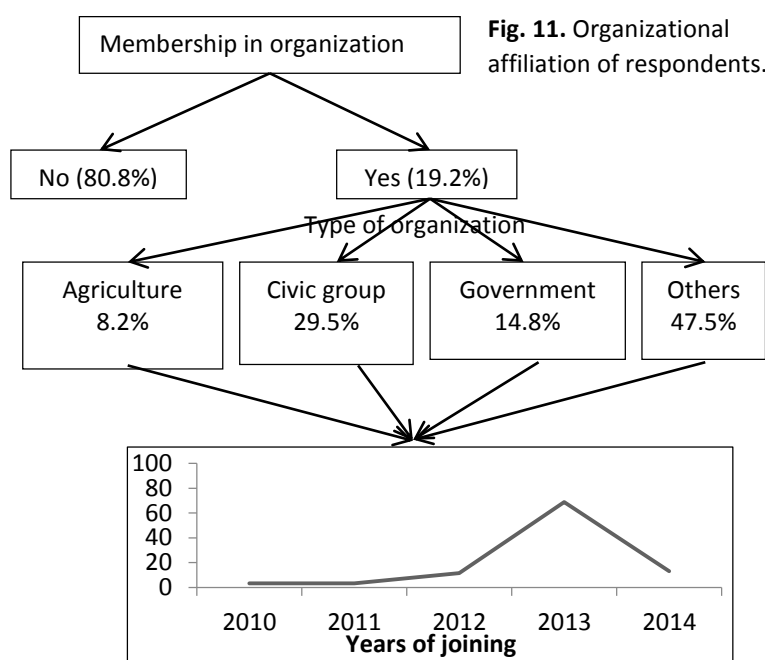 Membership in organization
Fig. 11. Organizational
affiliation of respondents.
No (80.8%)
Yes (19.2%)
Type of organization
Agriculture
8.2%
Civic group
29.5%
Government
14.8%
Others
47.5%
100
80
60
40
20
0
2010 2011 2012 2013 2014
Years of joining